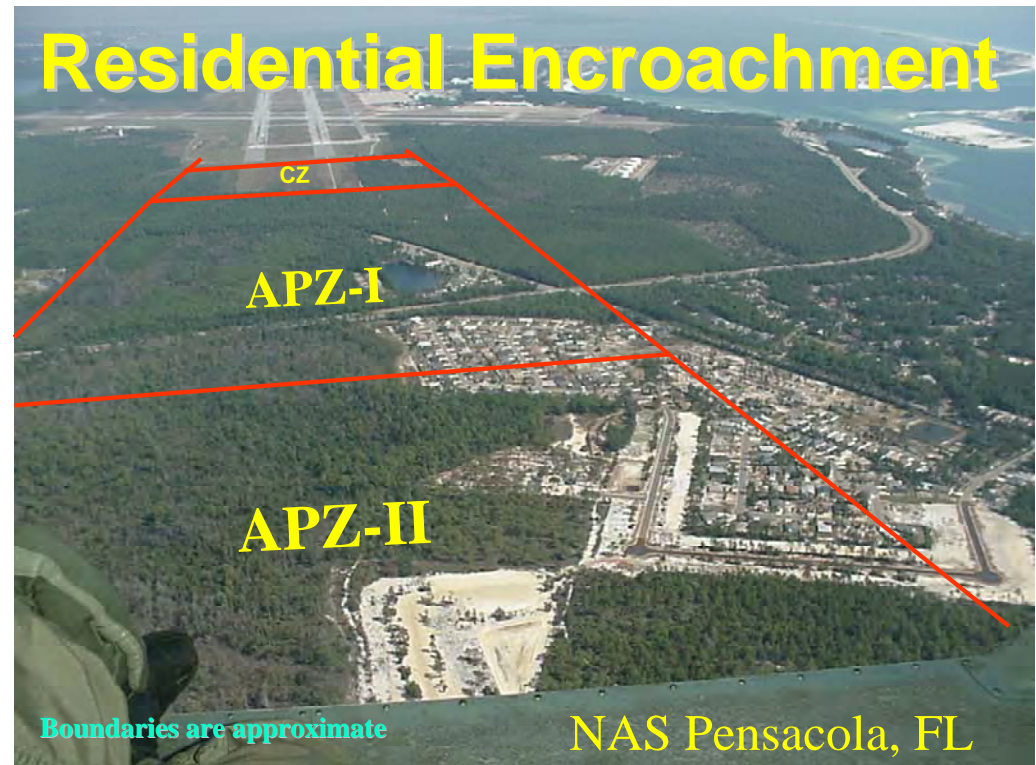 Residential Encroachment
CZ
APZ-I
APZ-II
Boundaries are approximate
NAS Pensacola, FL